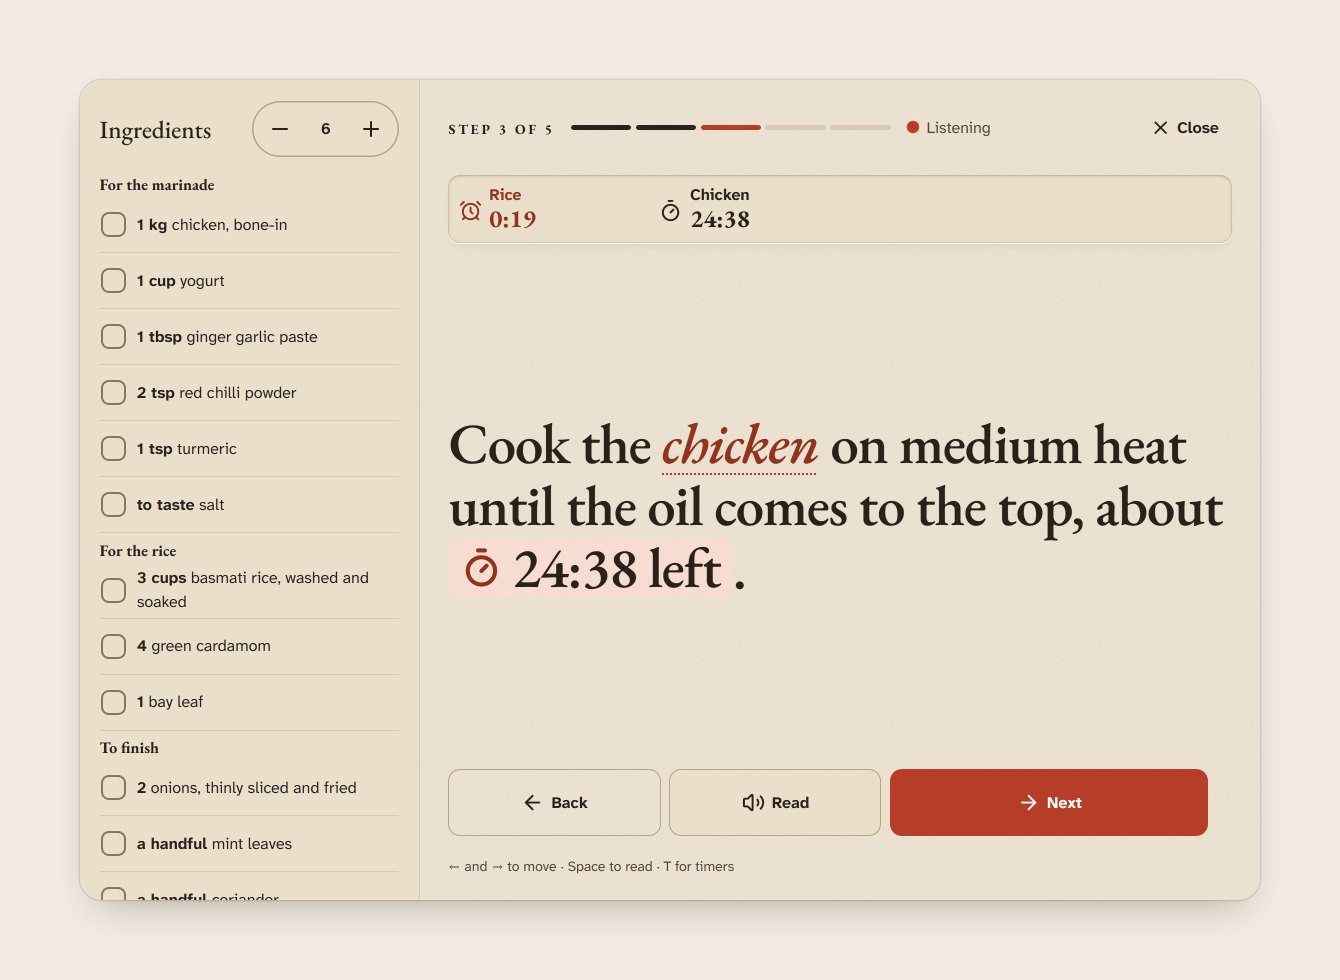 Ingredients
6
For the marinade
1 kg chicken, bone-in
1 cup yogurt
1 tbsp ginger garlic paste
2 tsp red chilli powder
1 tsp turmeric
to taste salt
For the rice
3 cups basmati rice, washed and
soaked
4 green cardamom
1 bay leaf
To finish
2 onions, thinly sliced and fried
a handful mint leaves
a handful coriander
STEP 3 OF 5
Listening
Close
Rice
0:19
Chicken
24:38
Cook the chicken on medium heat
until the oil comes to the top, about
24:38 left .
Back
Read
Next
← and → to move · Space to read · T for timers